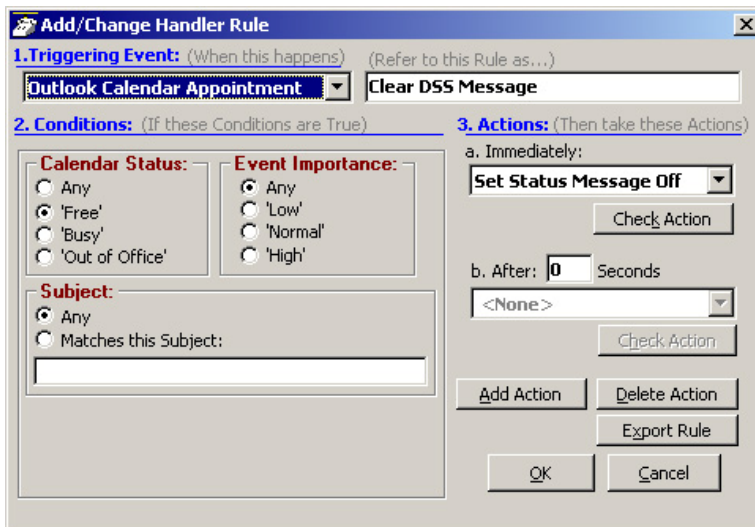 Add/Change Handler Rule
1.Triggering Event: (When this happens) (Refer to this Rule as...)
Outlook Calendar Appointment Clear DSS Message
2. Conditions: (If these Conditions are True) 3. Actions: (Then take these Actions)
Calendar Status:
Any
'Free'
'Busy'
'Out of Office'
Event Importance:
Any
'Low'
'Normal'
'High'
Subject:
Any
Matches this Subject:
a. Immediately:
Set Status Message Off
Check Action
b. After: 0 Seconds
<None>
Check Action
Add Action Delete Action
Export Rule
OK Cancel